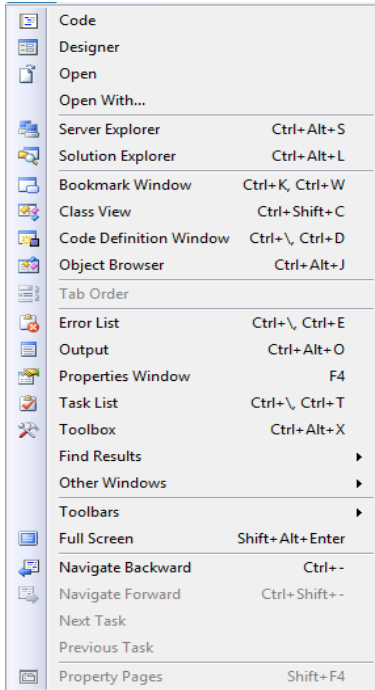 Code
Designer
Open
Open With...
Server Explorer Ctrl+Alt+S
Solution Explorer Ctrl+Alt+L
Bookmark Window Ctrl+K, Ctrl+W
Class View Ctrl+Shift+C
Code Definition Window Ctrl+\, Ctrl+D
Object Browser Ctrl+Alt+J
Tab Order
Error List Ctrl+\, Ctrl+E
Output Ctrl+Alt+O
Properties Window F4
Task List Ctrl+\, Ctrl+T
Toolbox Ctrl+Alt+X
Find Results
Other Windows
Toolbars
Full Screen Shift+Alt+Enter
Navigate Backward Ctrl+-
Navigate Forward Ctrl+Shift+-
Next Task
Previous Task
Property Pages Shift+F4